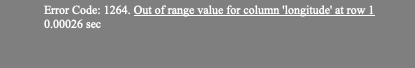 Error Code: 1264. Out of range value for column 'longitude' at row 1
0.00026 sec